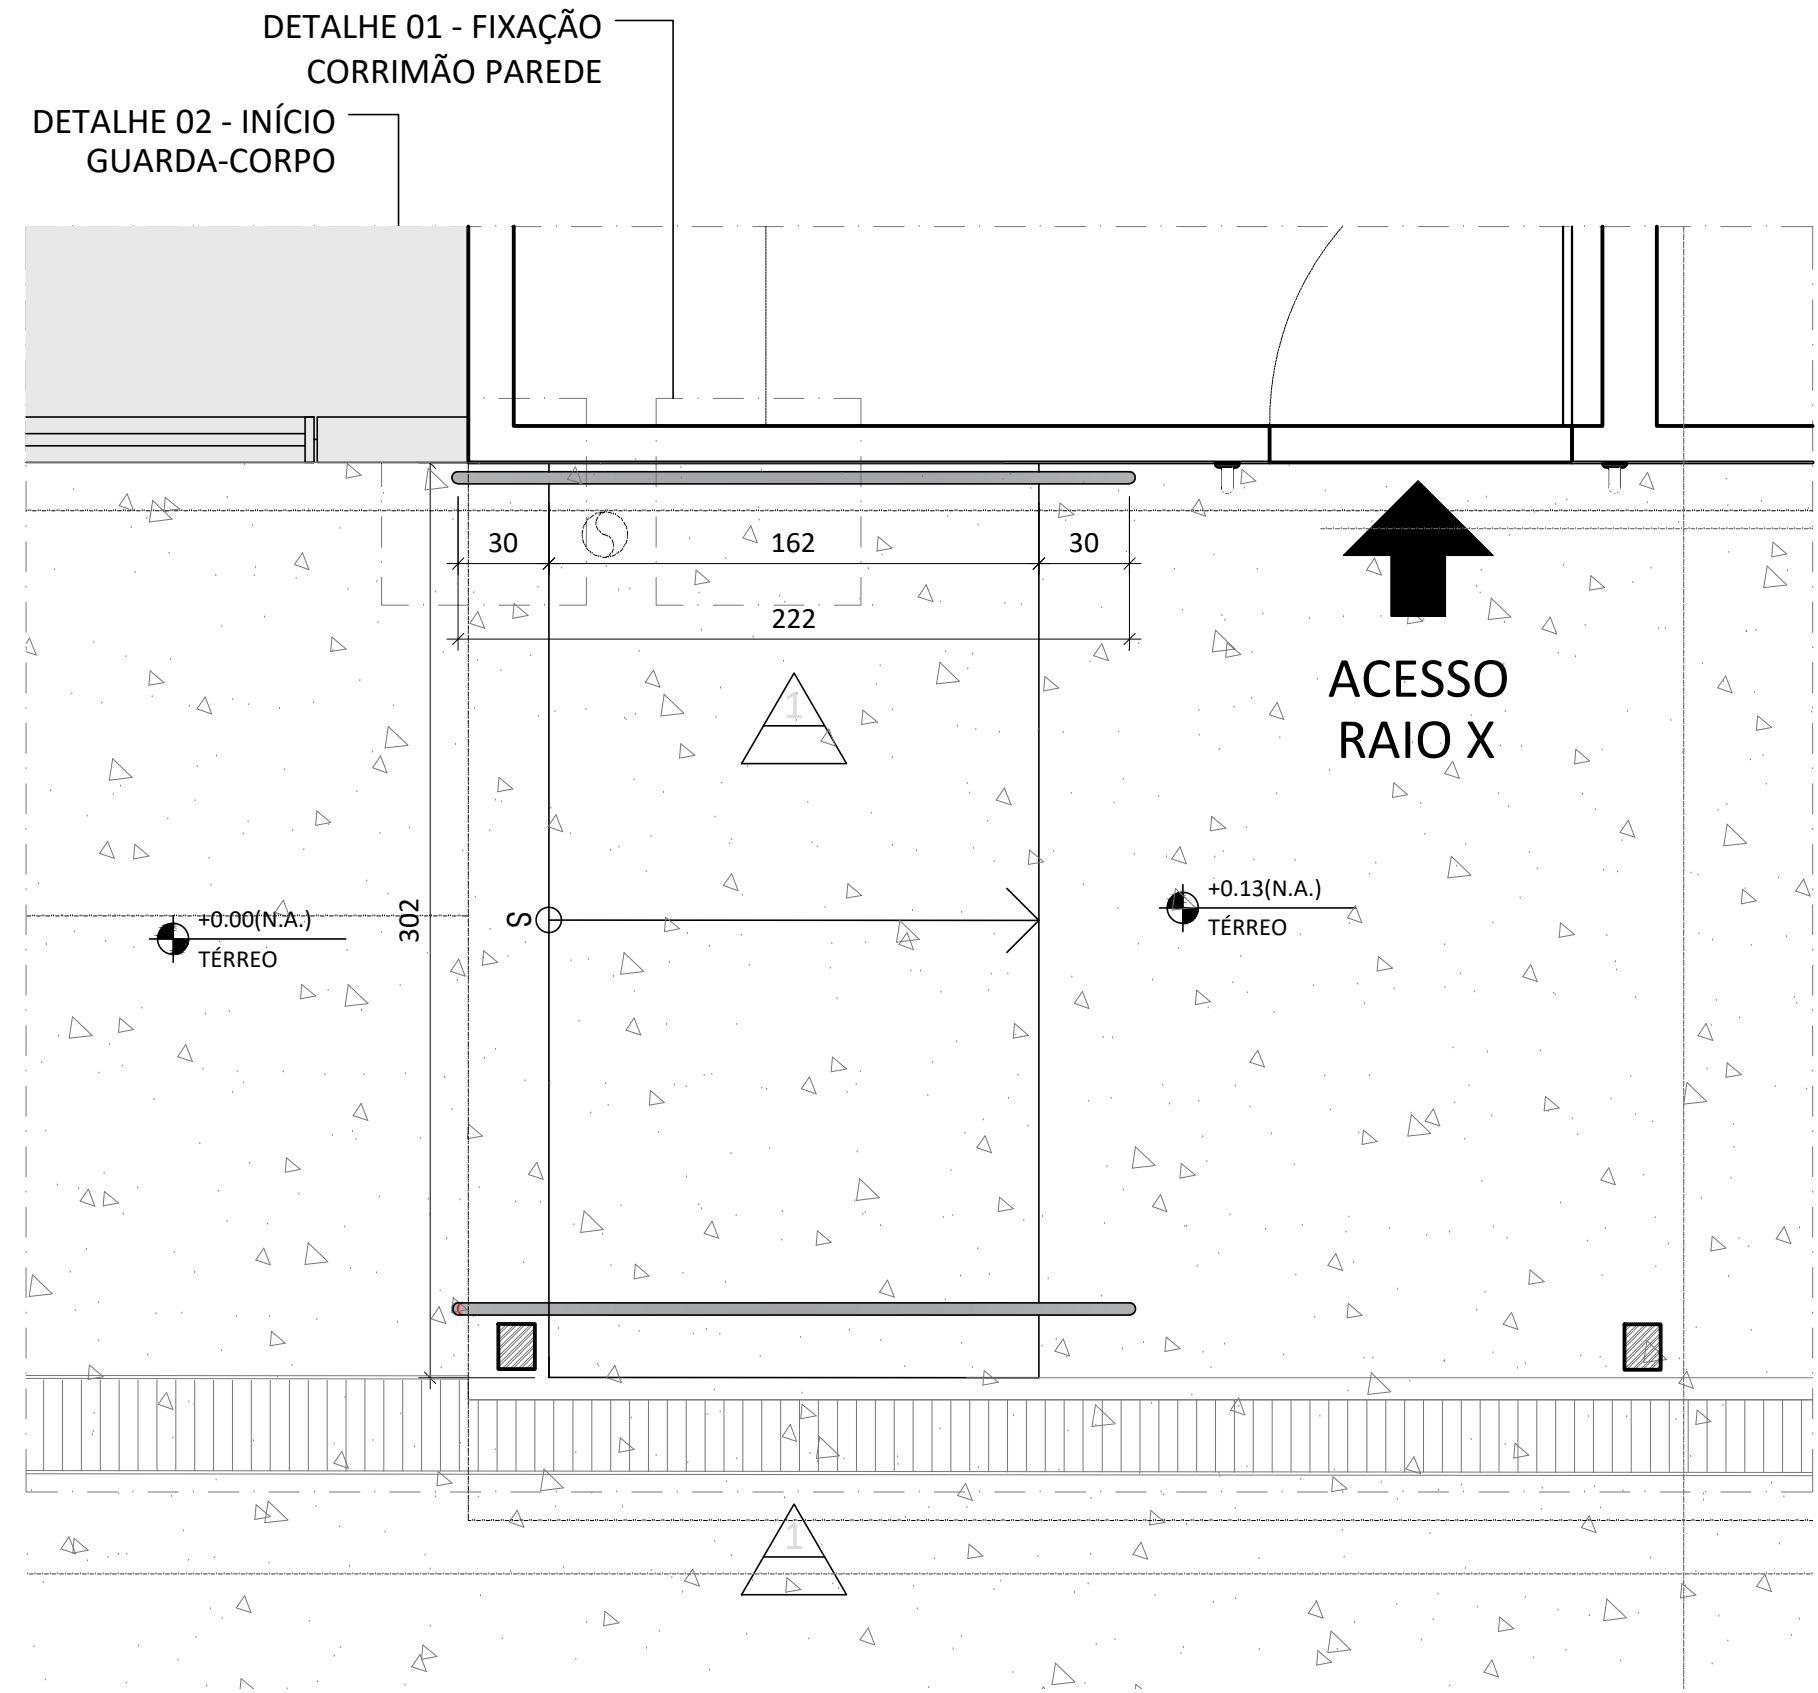 DETALHE 01 - FIXAÇÃO
CORRIMÃO PAREDE
DETALHE 02 - INÍCIO
GUARDA-CORPO
30
162
30
222
1
ACESSO
RAIO X
+0.00(N.A.)
TÉRREO
302
S
+0.13(N.A.)
TÉRREO
1